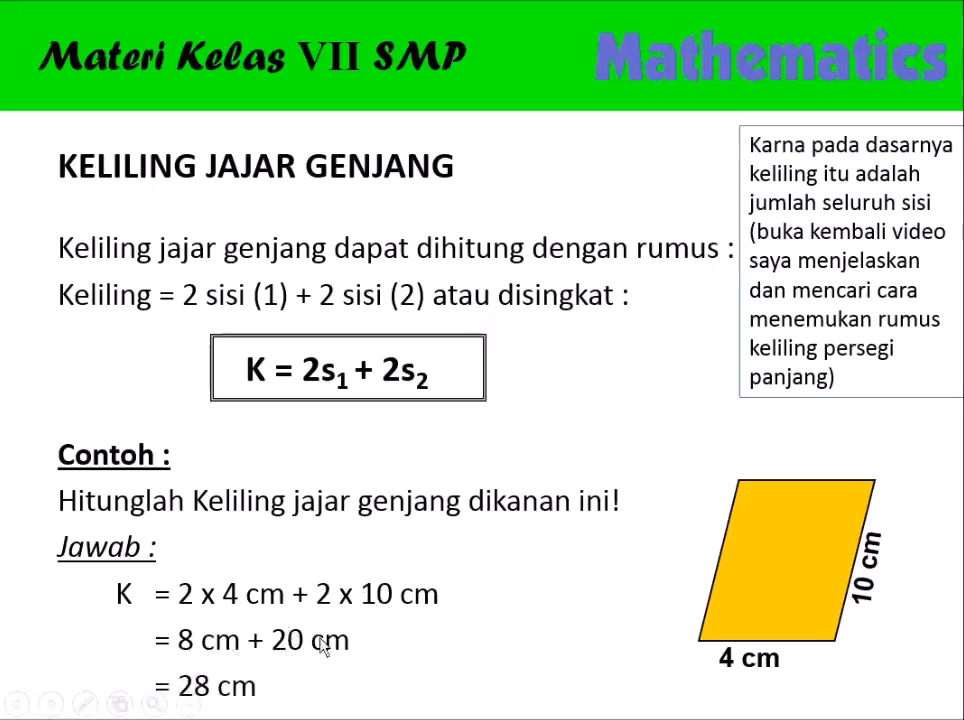 Materi Kelas VII SMP
Mathematics
KELILING JAJAR GENJANG
Keliling jajar genjang dapat dihitung dengan rumus :
Keliling = 2 sisi (1) + 2 sisi (2) atau disingkat :
K = 2s₁ + 2s₂
Karna pada dasarnya
keliling itu adalah
jumlah seluruh sisi
(buka kembali video
saya menjelaskan
dan mencari cara
menemukan rumus
keliling persegi
panjang)
Contoh :
Hitunglah Keliling jajar genjang dikanan ini!
Jawab :
K = 2 x 4 cm + 2 x 10 cm
= 8 cm + 20 cm
= 28 cm
10 cm
4 cm